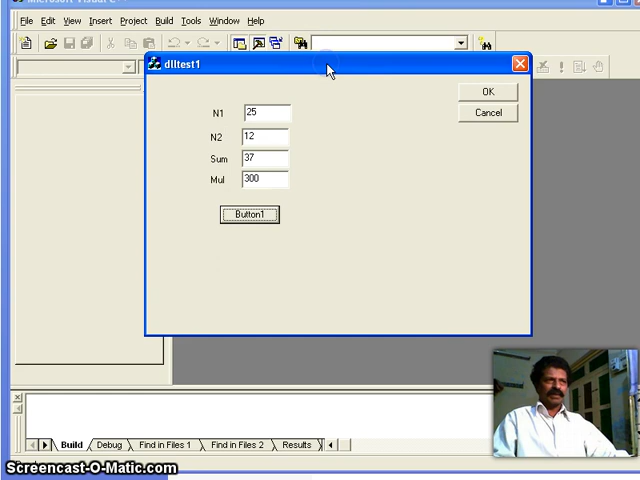 Microsoft Visual C++
File Edit View Insert Project Build Tools Window Help
dlltest1
OK
N1 25
Cancel
N2 12
Sum 37
Mul 300
Button1
Build Debug Find in Files 1 Find in Files 2 Results
Screencast-O-Matic.com